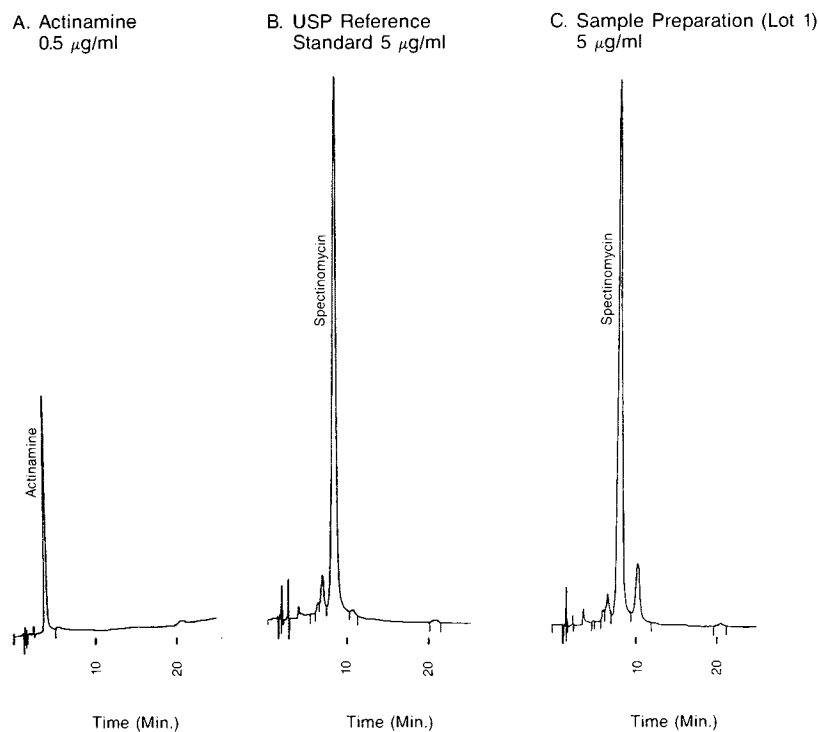 A. Actinamine
0.5 μg/ml
B. USP Reference
Standard 5 μg/ml
C. Sample Preparation (Lot 1)
5 μg/ml
Actinamine
Spectinomycin
Spectinomycin
10
20
10
20
10
20
Time (Min.)
Time (Min.)
Time (Min.)